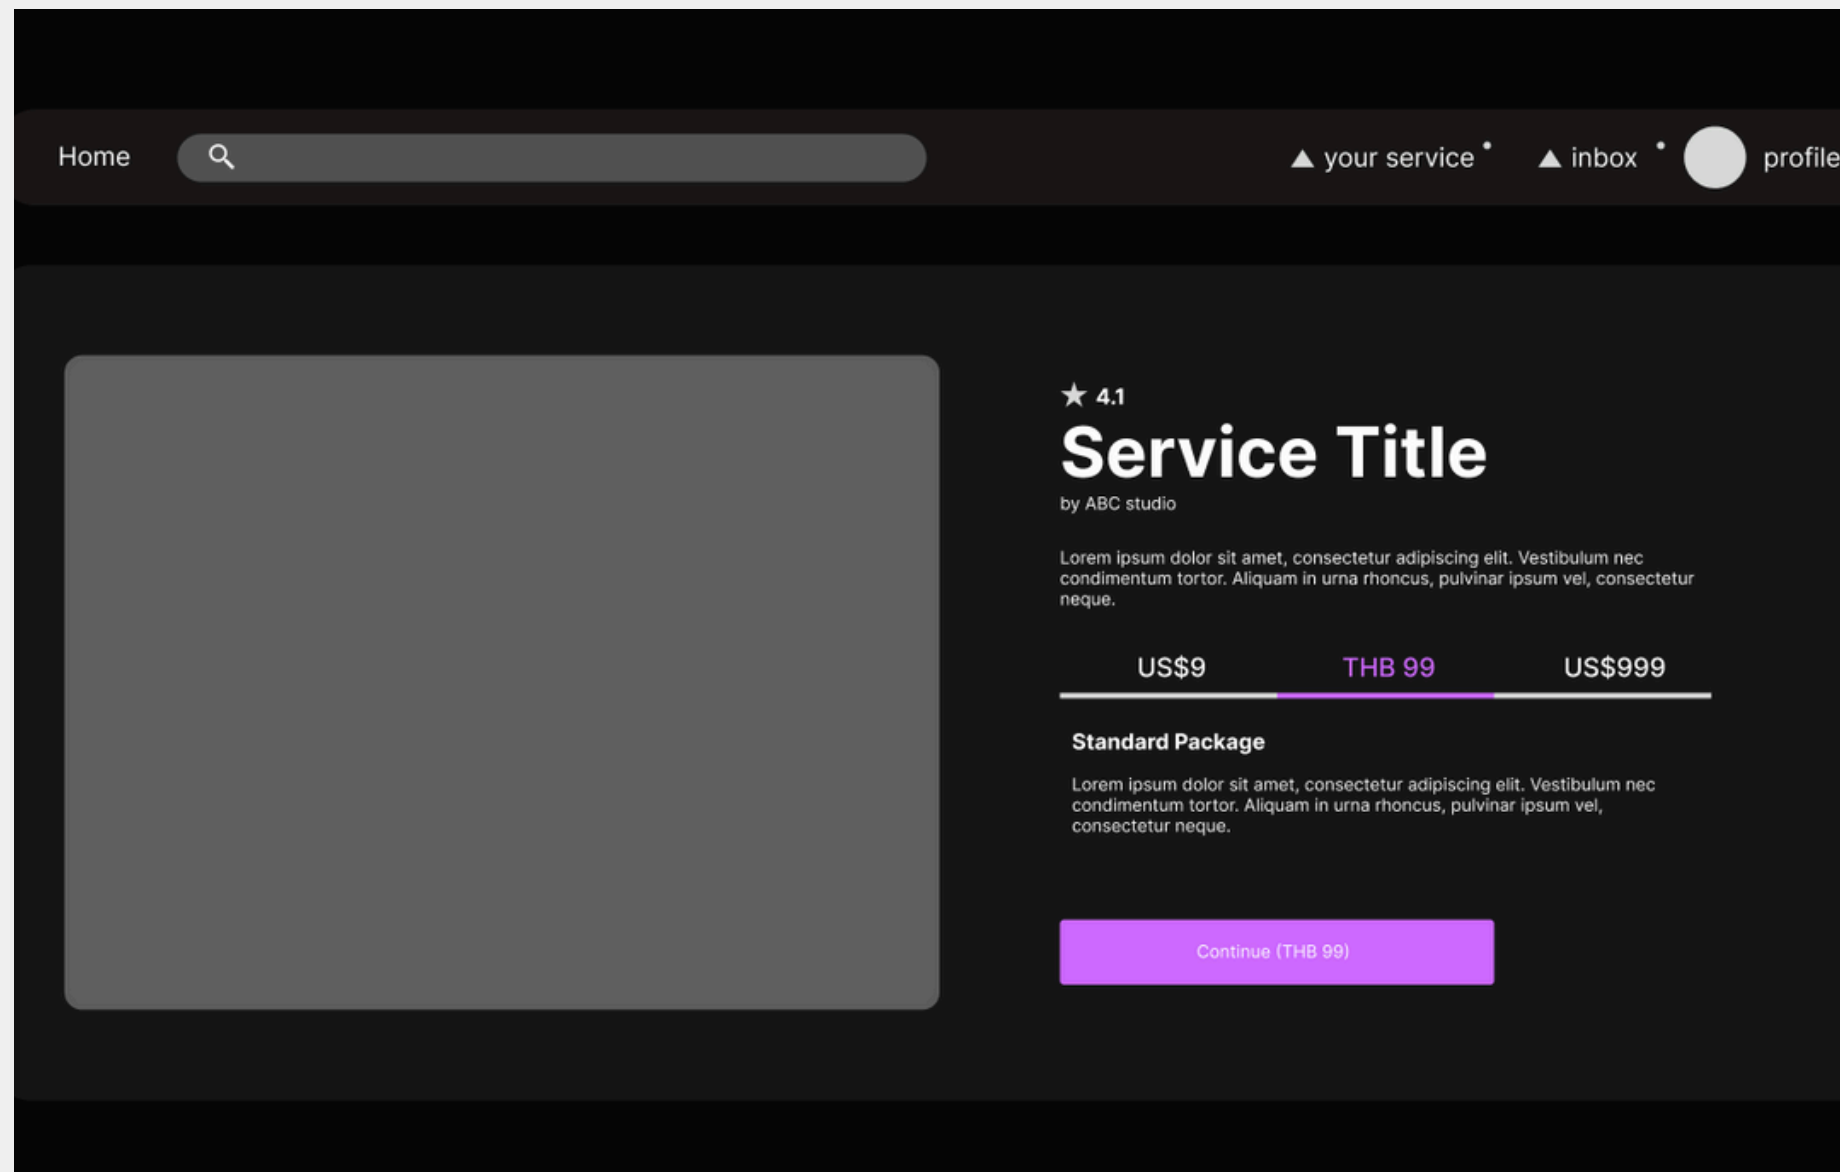 Home
your service
inbox
profile
4.1
Service Title
by ABC studio
Lorem ipsum dolor sit amet, consectetur adipiscing elit. Vestibulum nec
condimentum tortor. Aliquam in urna rhoncus, pulvinar ipsum vel, consectetur
neque.
US$9
THB 99
US$999
Standard Package
Lorem ipsum dolor sit amet, consectetur adipiscing elit. Vestibulum nec
condimentum tortor. Aliquam in urna rhoncus, pulvinar ipsum vel,
consectetur neque.
Continue (THB 99)